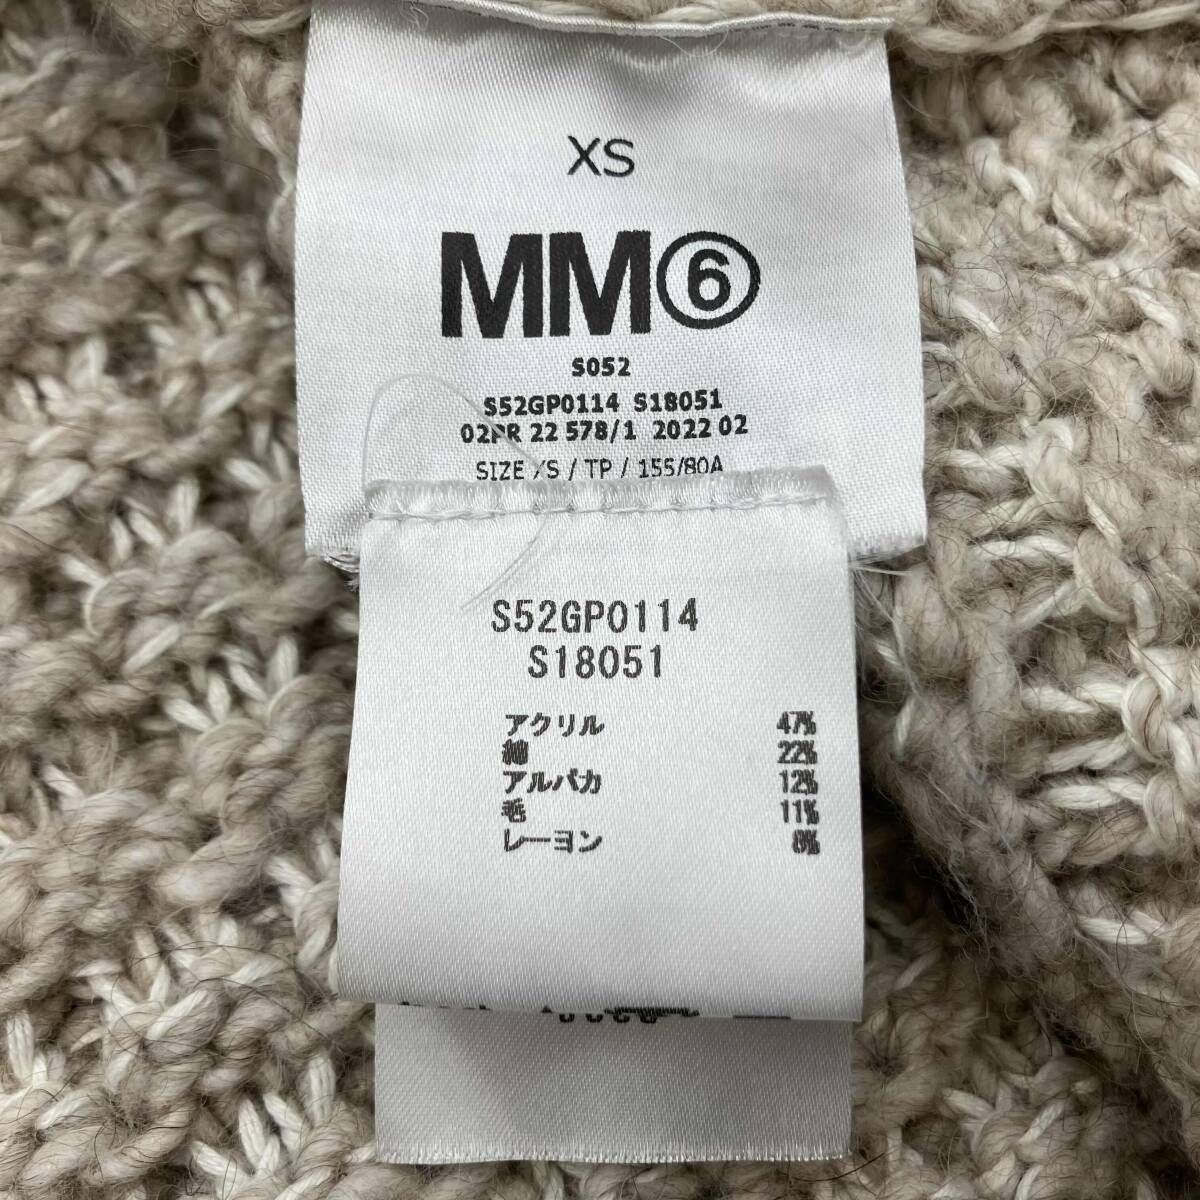 XS
MM⑥
S052
S52GP0114 S18051
02PR 22 578/1 2022 02
SIZE XS / TP / 155/80A
S52GP0114
S18051
アクリル 47%
綿 22%
アルパカ 12%
毛 11%
レーヨン 8%